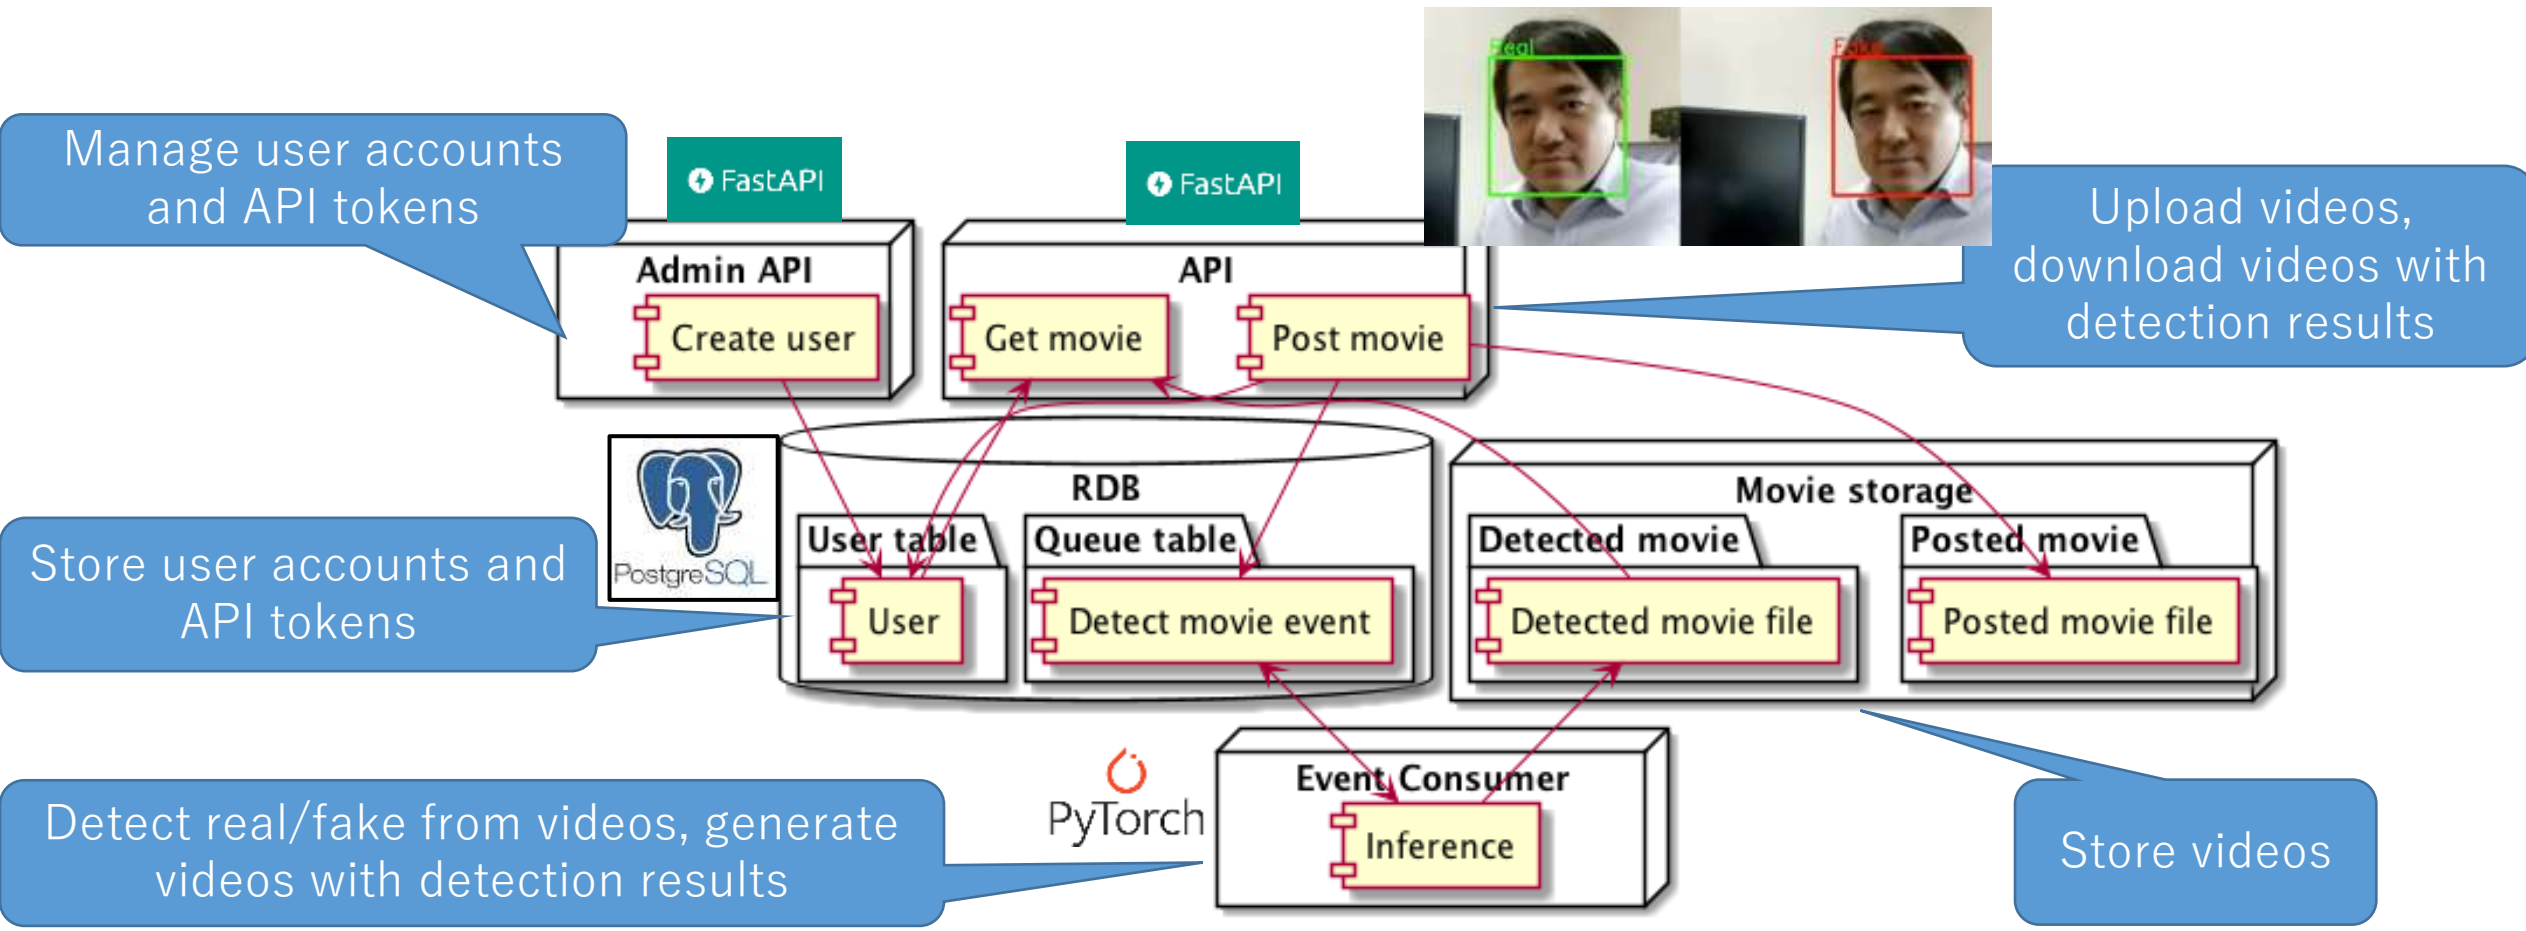 Real
Fake
Manage user accounts
and API tokens
FastAPI
FastAPI
Upload videos,
download videos with
detection results
Admin API
API
Create user
Get movie
Post movie
PostgreSQL
RDB
Movie storage
User table
Queue table
Detected movie
Posted movie
Store user accounts and
API tokens
User
Detect movie event
Detected movie file
Posted movie file
PyTorch
Event Consumer
Inference
Detect real/fake from videos, generate
videos with detection results
Store videos